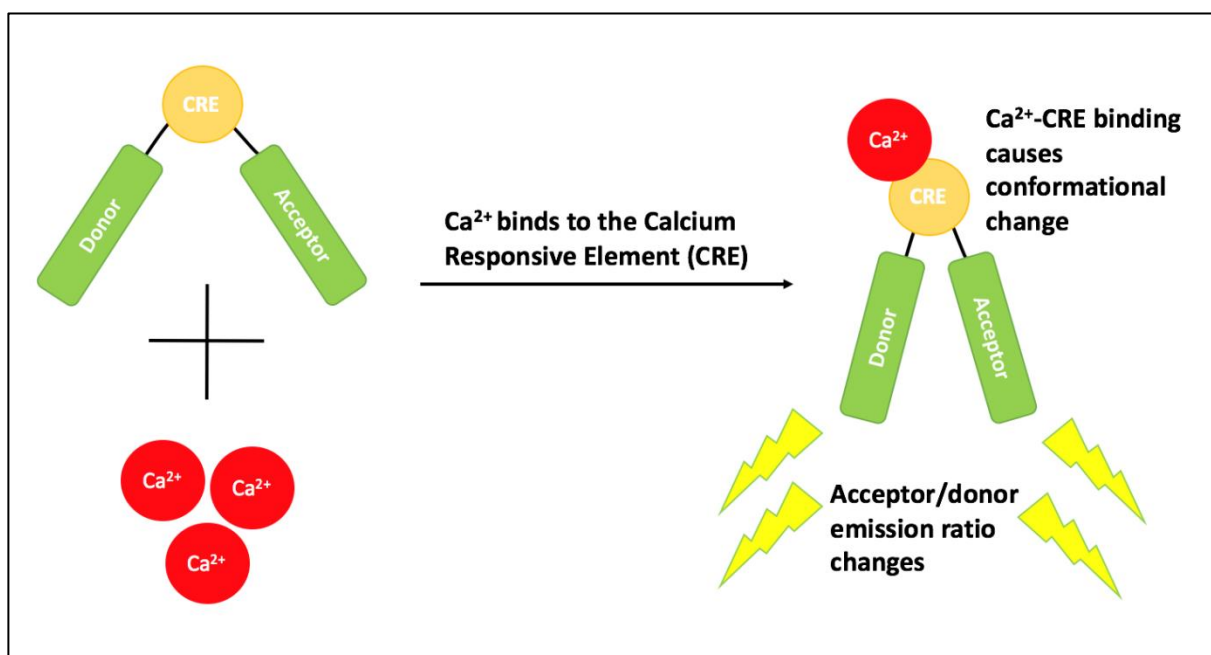 CRE
Donor
Acceptor
Ca²⁺
Ca²⁺
Ca²⁺
Ca²⁺ binds to the Calcium
Responsive Element (CRE)
Ca²⁺
CRE
Donor
Acceptor
Ca²⁺-CRE binding
causes
conformational
change
Acceptor/donor
emission ratio
changes